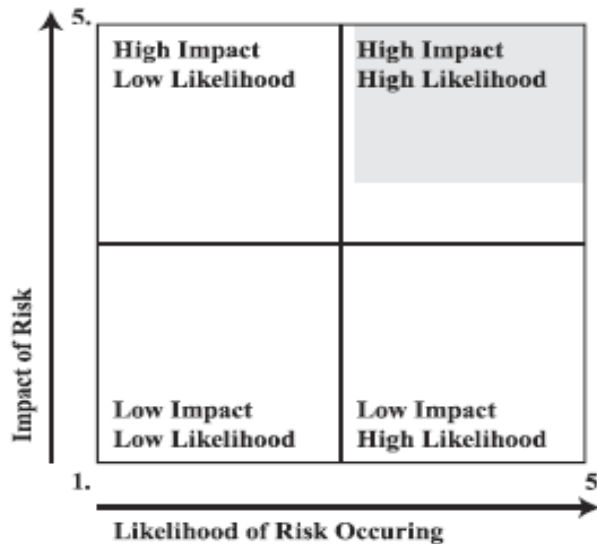 5.
High Impact
Low Likelihood
High Impact
High Likelihood
Impact of Risk
Low Impact
Low Likelihood
Low Impact
High Likelihood
1.
5
Likelihood of Risk Occuring